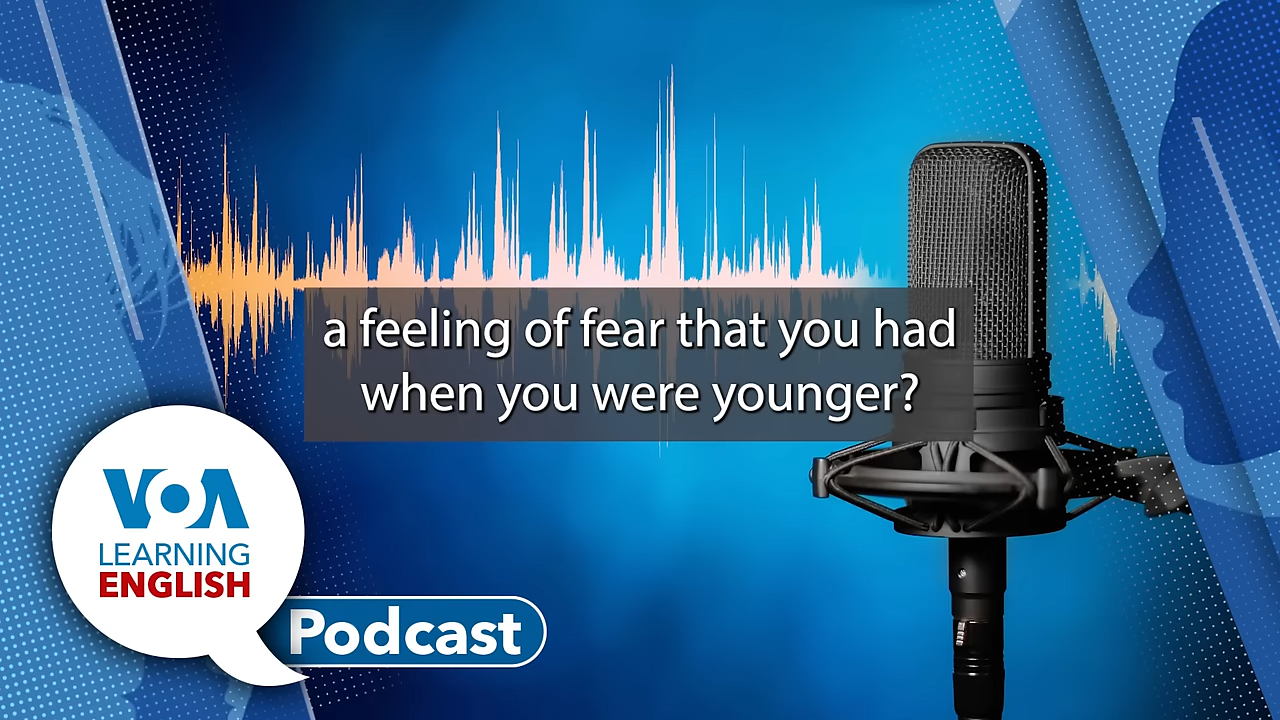 a feeling of fear that you had
when you were younger?
VOA
LEARNING
ENGLISH
Podcast